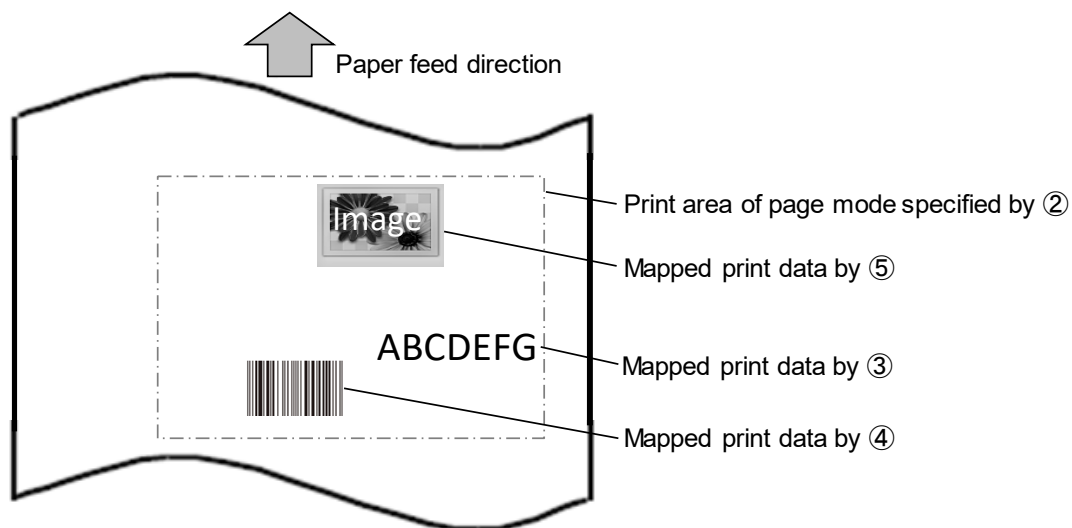 Paper feed direction
Print area of page mode specified by ②
Image
Mapped print data by ⑤
ABCDEFG
Mapped print data by ③
Mapped print data by ④